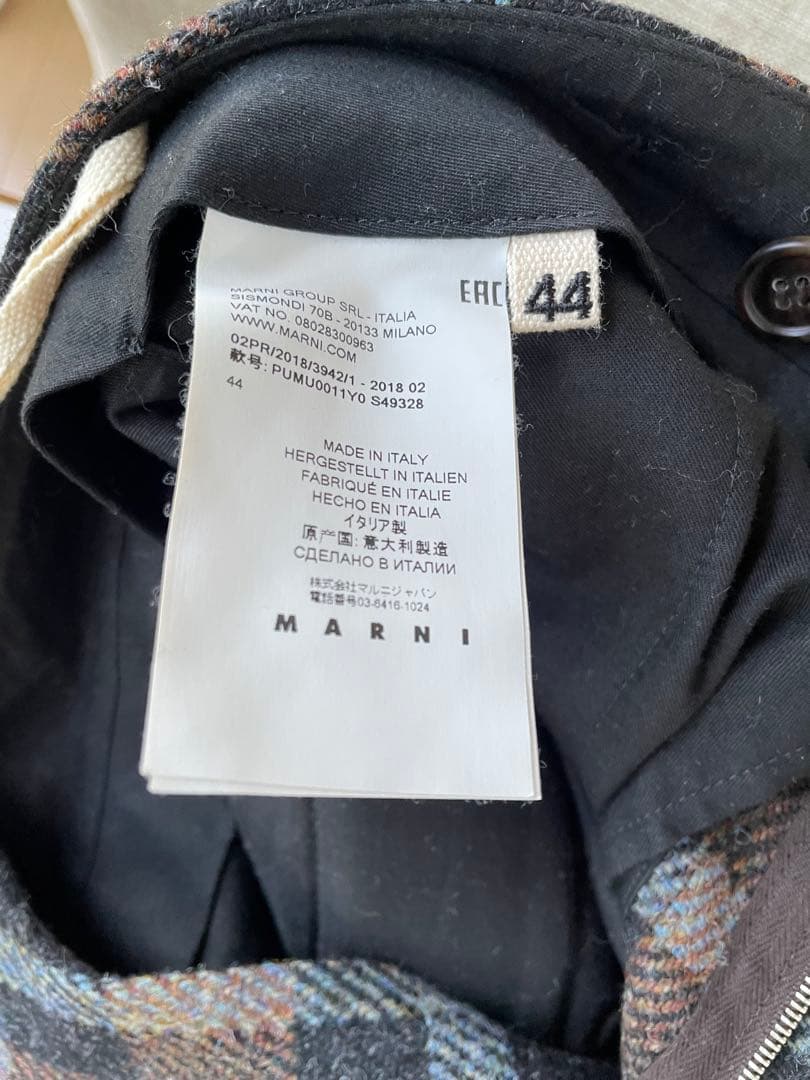 MARNI GROUP SRL - ITALIA
SISMONDI 70B - 20133 MILANO
VAT NO. 08028300963
WWW.MARNI.COM
EAC
44
02PR/2018/3942/1 - 2018 02
款号: PUMU0011Y0 S49328
44
MADE IN ITALY
HERGESTELLT IN ITALIEN
FABRIQUÉ EN ITALIE
HECHO EN ITALIA
イタリア製
原产国: 意大利製造
СДЕЛАНО В ИТАЛИИ
株式会社マルニジャパン
電話番号03-6416-1024
MARNI